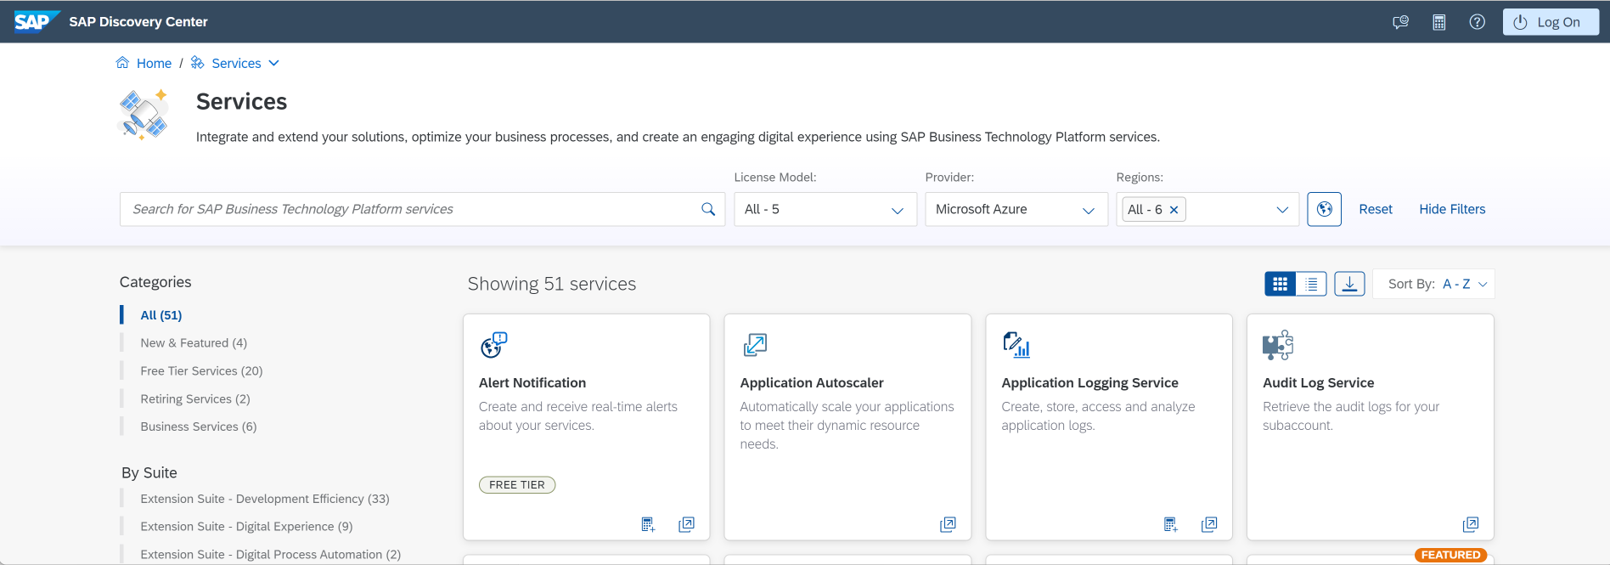 SAP SAP Discovery Center
Log On
Home / Services
Services
Integrate and extend your solutions, optimize your business processes, and create an engaging digital experience using SAP Business Technology Platform services.
License Model:
Provider:
Regions:
Search for SAP Business Technology Platform services
All - 5
Microsoft Azure
All - 6
Reset
Hide Filters
Categories
All (51)
New & Featured (4)
Free Tier Services (20)
Retiring Services (2)
Business Services (6)
By Suite
Extension Suite - Development Efficiency (33)
Extension Suite - Digital Experience (9)
Extension Suite - Digital Process Automation (2)
Showing 51 services
Sort By: A - Z
Alert Notification
Create and receive real-time alerts
about your services.
FREE TIER
Application Autoscaler
Automatically scale your applications
to meet their dynamic resource
needs.
Application Logging Service
Create, store, access and analyze
application logs.
Audit Log Service
Retrieve the audit logs for your
subaccount.
FEATURED